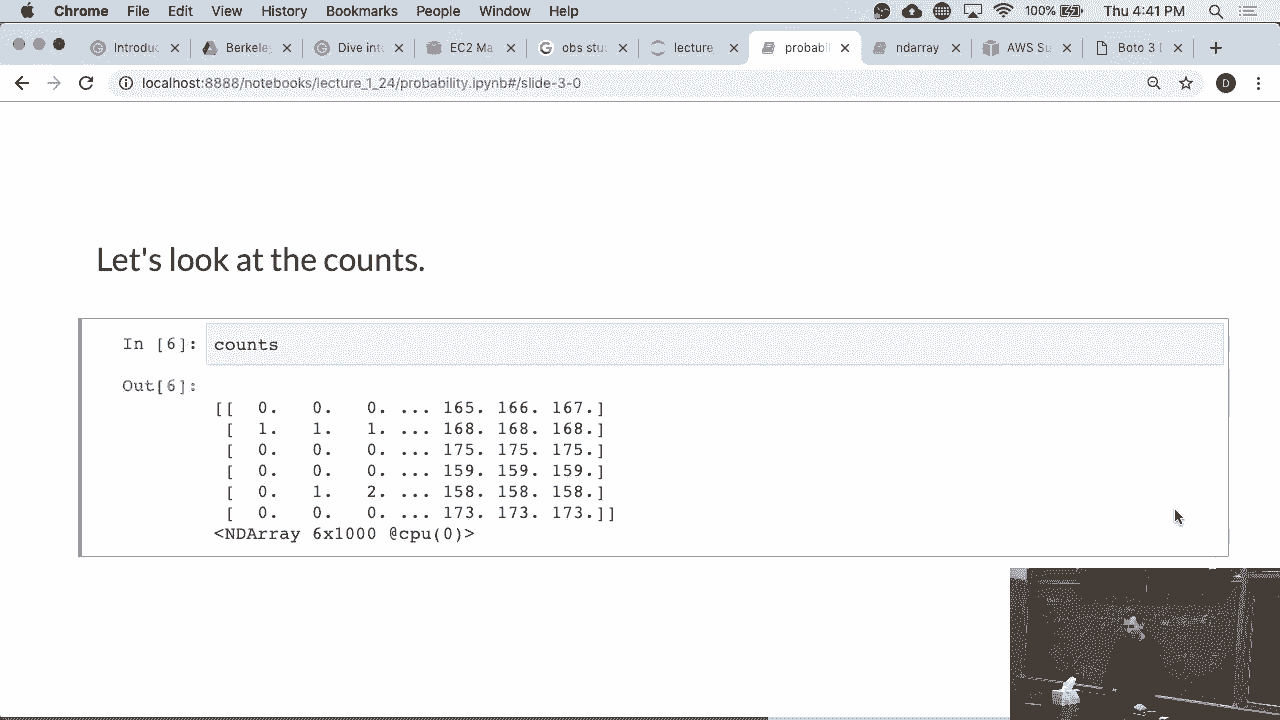 Chrome File Edit View History Bookmarks People Window Help 100% Thu 4:41 PM
Introduc Berkele Dive into EC2 Ma obs stu lecture probabil ndarray AWS Su Boto 3
localhost:8888/notebooks/lecture_1_24/probability.ipynb#/slide-3-0 D
Let's look at the counts.
In [6]: counts
Out[6]:
[[ 0. 0. 0. ... 165. 166. 167.]
[ 1. 1. 1. ... 168. 168. 168.]
[ 0. 0. 0. ... 175. 175. 175.]
[ 0. 0. 0. ... 159. 159. 159.]
[ 0. 1. 2. ... 158. 158. 158.]
[ 0. 0. 0. ... 173. 173. 173.]]
<NDArray 6x1000 @cpu(0)>